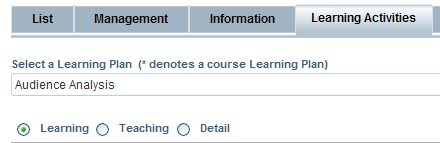 List Management Information Learning Activities
Select a Learning Plan (* denotes a course Learning Plan)
Audience Analysis
Learning Teaching Detail